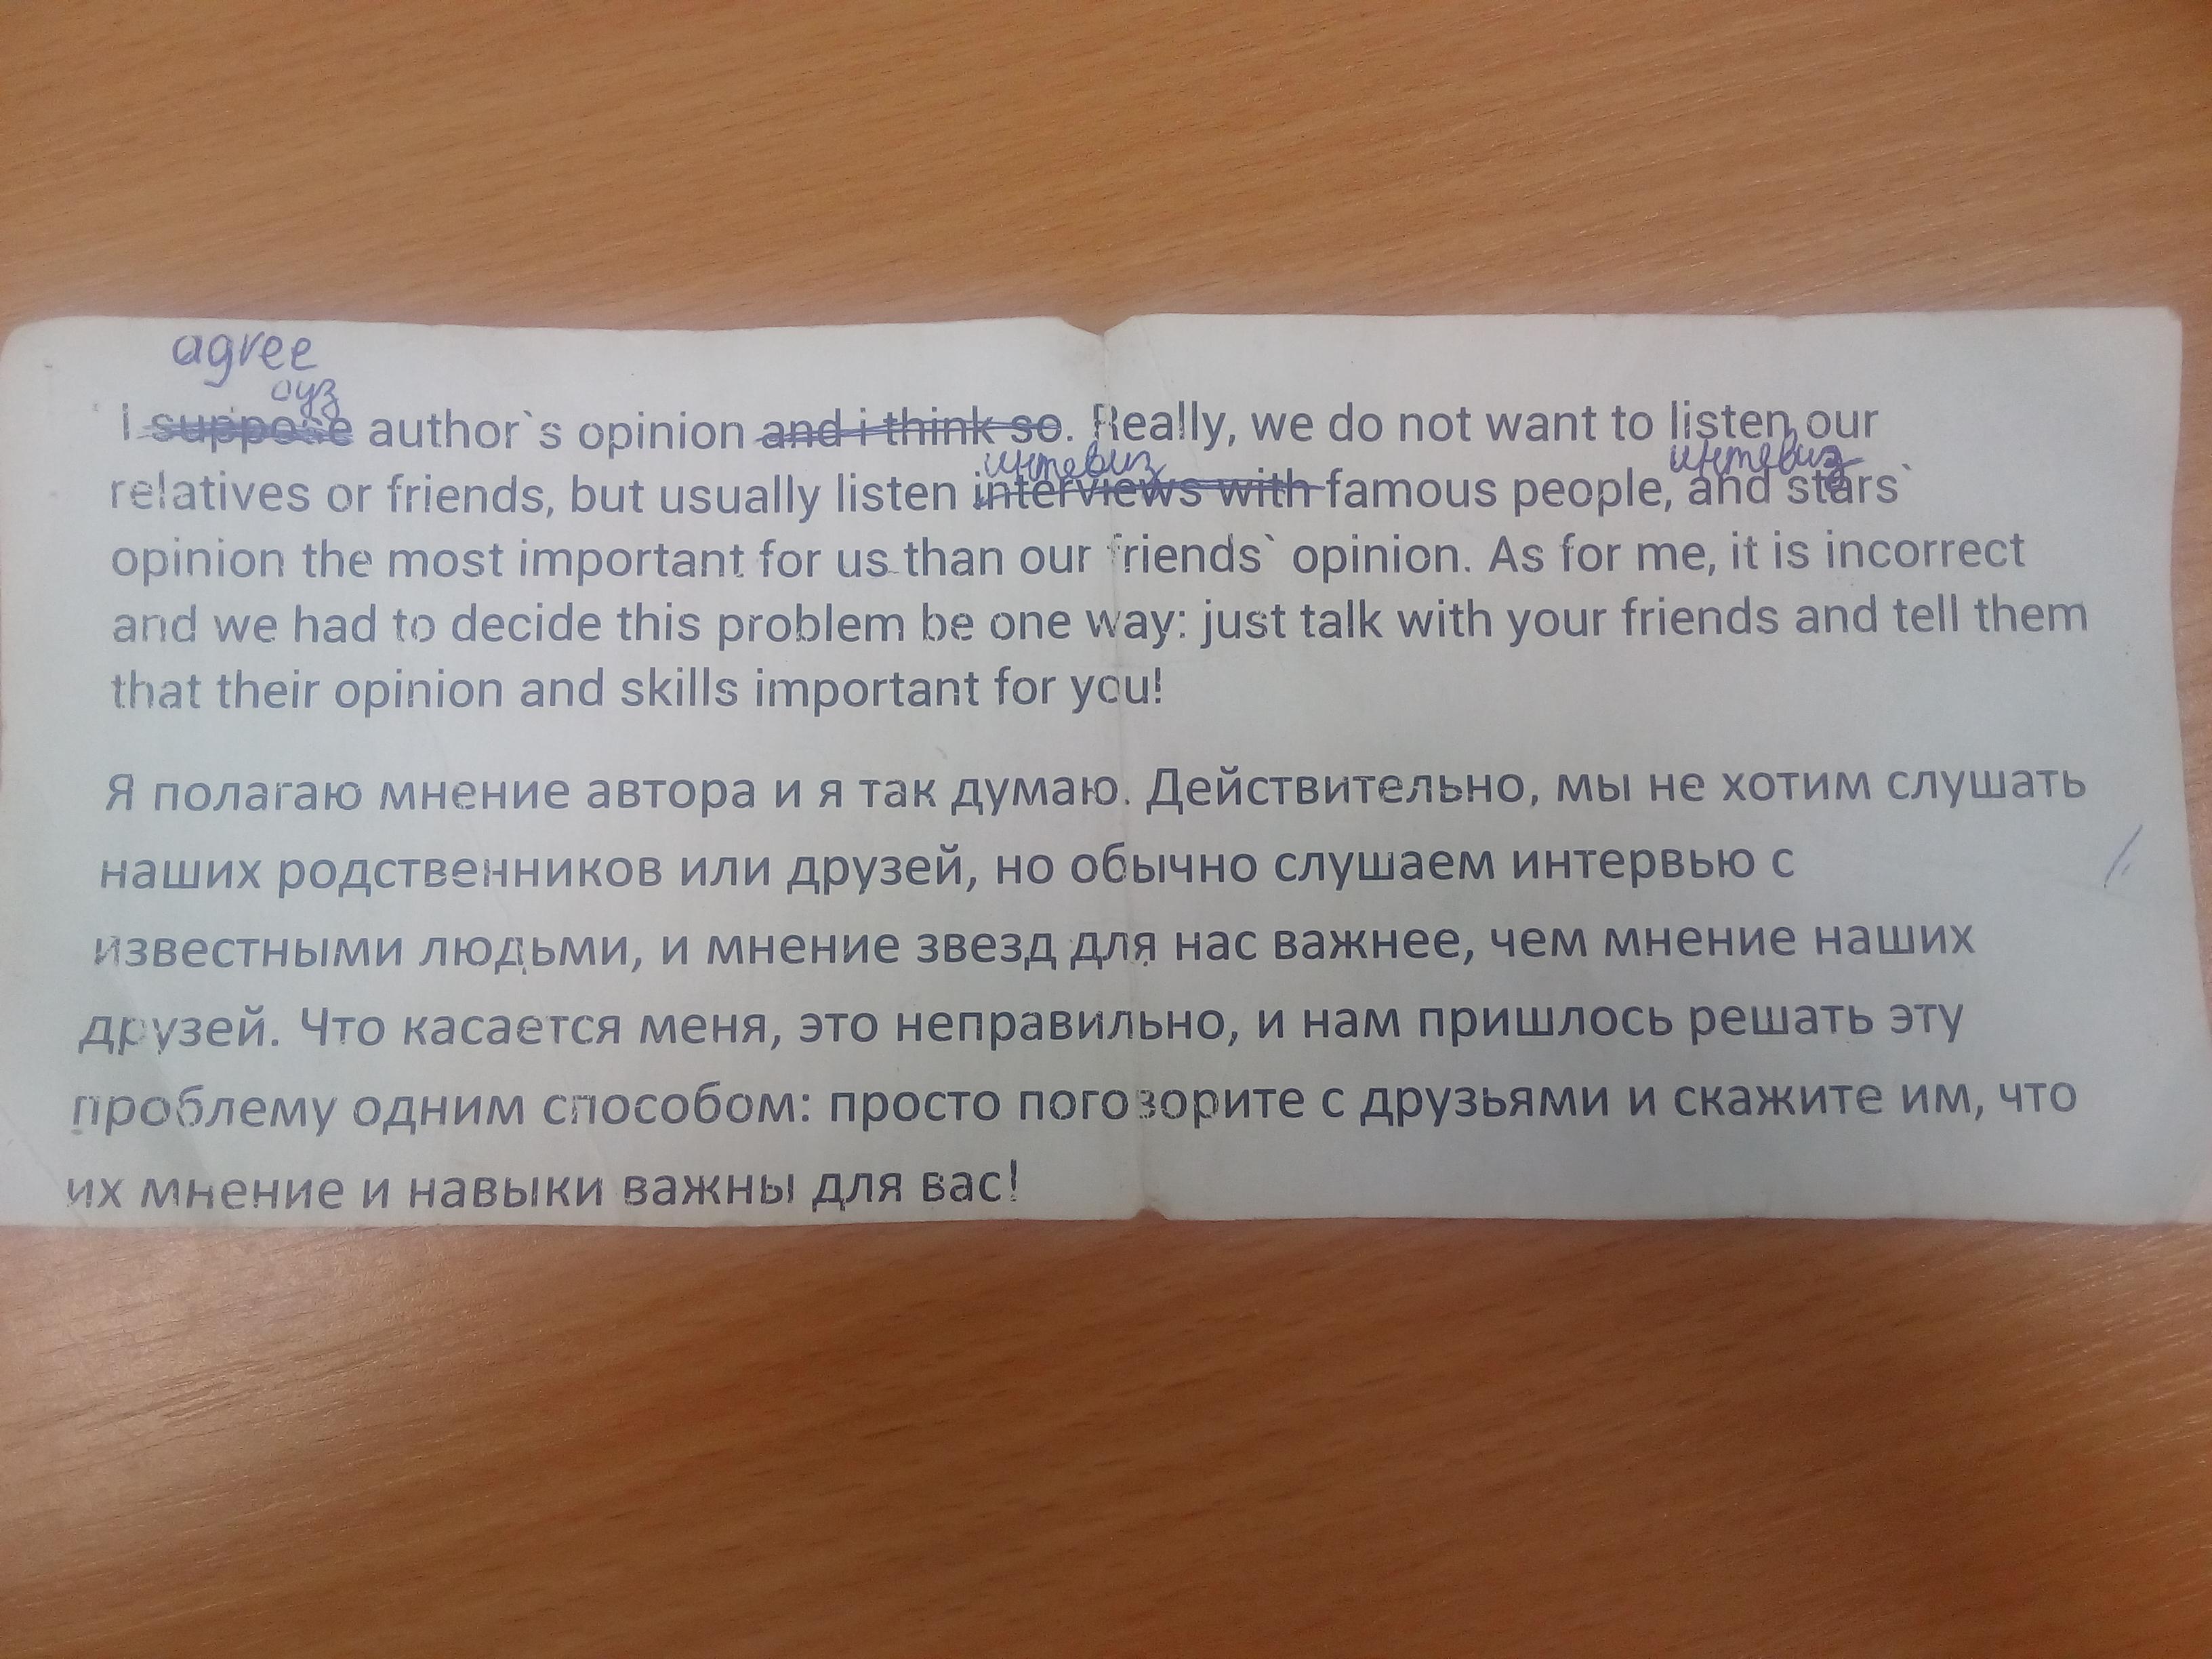 agree
оуз
I suppose author`s opinion and i think so. Really, we do not want to listen our
интевиз интевиз
relatives or friends, but usually listen interviews with famous people, and stars`
opinion the most important for us than our friends` opinion. As for me, it is incorrect
and we had to decide this problem be one way: just talk with your friends and tell them
that their opinion and skills important for you!
Я полагаю мнение автора и я так думаю. Действительно, мы не хотим слушать
наших родственников или друзей, но обычно слушаем интервью с
известными людьми, и мнение звезд для нас важнее, чем мнение наших
друзей. Что касается меня, это неправильно, и нам пришлось решать эту
проблему одним способом: просто поговорите с друзьями и скажите им, что
их мнение и навыки важны для вас!